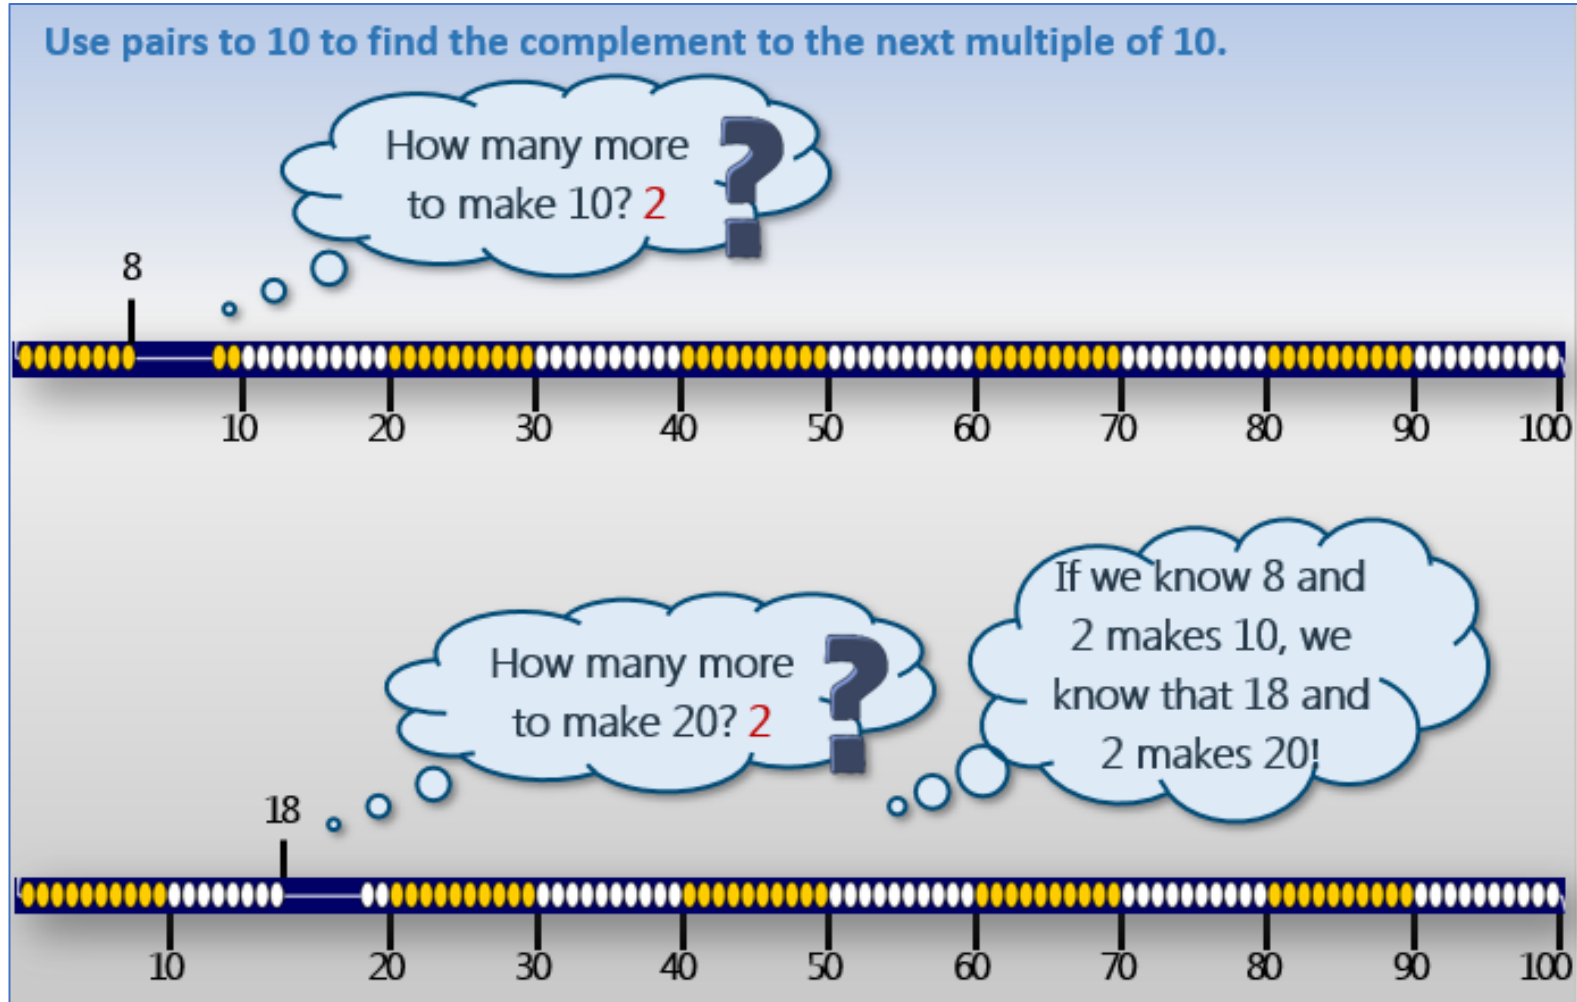 Use pairs to 10 to find the complement to the next multiple of 10.
How many more
to make 10? 2
?
8
10 20 30 40 50 60 70 80 90 100
How many more
to make 20? 2
?
If we know 8 and
2 makes 10, we
know that 18 and
2 makes 20!
18
10 20 30 40 50 60 70 80 90 100